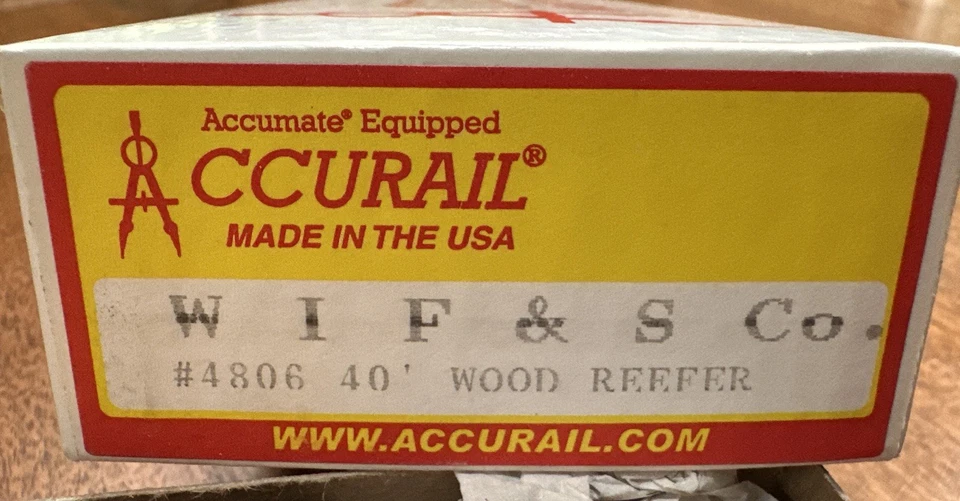 Accumate® Equipped
ACCURAIL®
MADE IN THE USA
W I F & S Co.
#4806 40' WOOD REEFER
WWW.ACCURAIL.COM